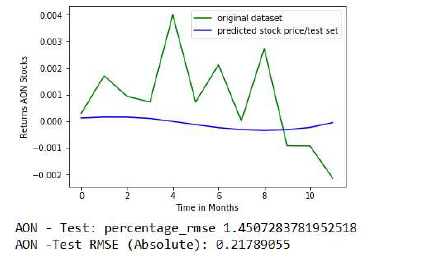 original dataset
predicted stock price/test set
Returns AON Stocks
0.004
0.003
0.002
0.001
0.000
−0.001
−0.002
0 2 4 6 8 10
Time in Months
AON - Test: percentage_rmse 1.4507283781952518
AON -Test RMSE (Absolute): 0.21789055